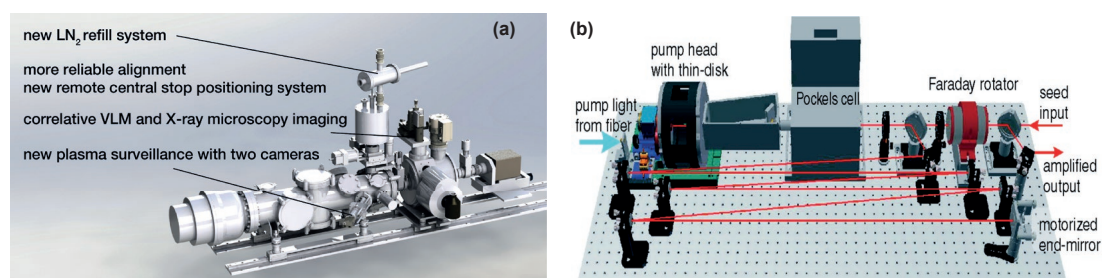 (a)
new LN2 refill system
more reliable alignment
new remote central stop positioning system
correlative VLM and X-ray microscopy imaging
new plasma surveillance with two cameras
(b)
pump head
with thin-disk
Pockels cell
Faraday rotator
seed
input
pump light
from fiber
amplified
output
motorized
end-mirror